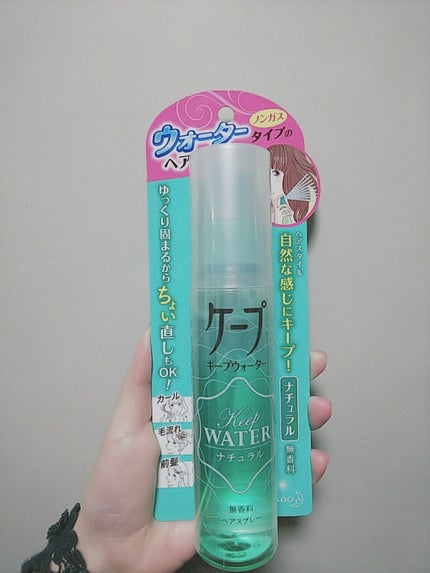 ノンガス
ウォーター
タイプの
ヘア
ゆっくり固まるから
ちょい直しもOK！
カール
毛流れ
前髪
ヘアスタイル
自然な感じにキープ！
ナチュラル
無香料
ケープ
キープウォーター
Keep
WATER
ナチュラル
無香料
ヘアスプレー
kao